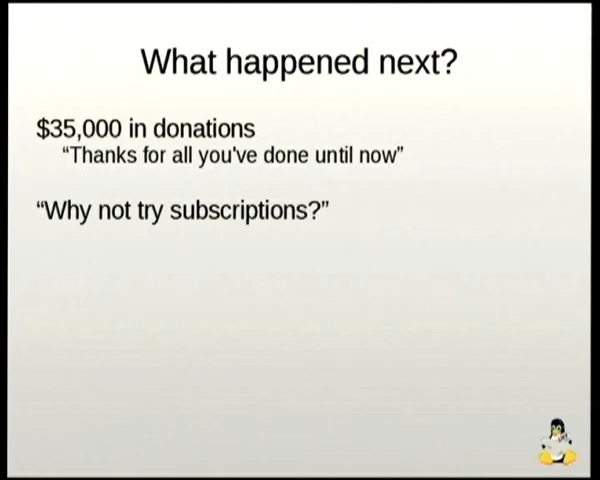 What happened next?
$35,000 in donations
“Thanks for all you've done until now”
“Why not try subscriptions?”